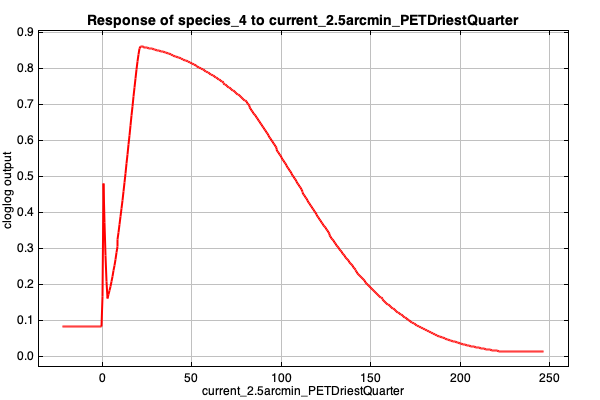 Response of species_4 to current_2.5arcmin_PETDriestQuarter
0.9
0.8
0.7
0.6
0.5
0.4
0.3
0.2
0.1
0.0
cloglog output
0 50 100 150 200 250
current_2.5arcmin_PETDriestQuarter